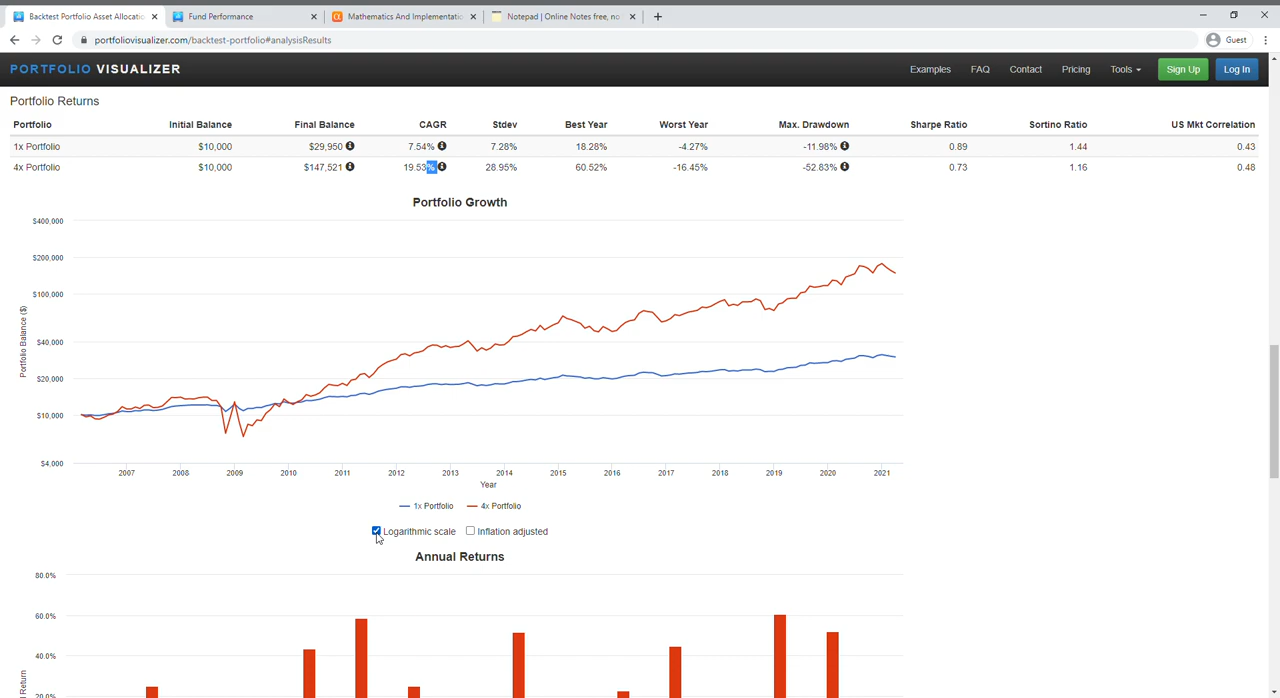 Backtest Portfolio Asset Allocatio
Fund Performance
Mathematics And Implementatio
Notepad | Online Notes free, no
portfoliovisualizer.com/backtest-portfolio#analysisResults
Guest
PORTFOLIO VISUALIZER
Examples FAQ Contact Pricing Tools Sign Up Log In
Portfolio Returns
Portfolio Initial Balance Final Balance CAGR Stdev Best Year Worst Year Max. Drawdown Sharpe Ratio Sortino Ratio US Mkt Correlation
1x Portfolio $10,000 $29,950 7.54% 7.28% 18.28% -4.27% -11.98% 0.89 1.44 0.43
4x Portfolio $10,000 $147,521 19.53% 28.95% 60.52% -16.45% -52.83% 0.73 1.16 0.48
Portfolio Growth
$400,000
$200,000
$100,000
$40,000
$20,000
$10,000
$4,000
Portfolio Balance ($)
2007 2008 2009 2010 2011 2012 2013 2014 2015 2016 2017 2018 2019 2020 2021
Year
1x Portfolio 4x Portfolio
Logarithmic scale Inflation adjusted
Annual Returns
80.0%
60.0%
40.0%
20.0%
Return